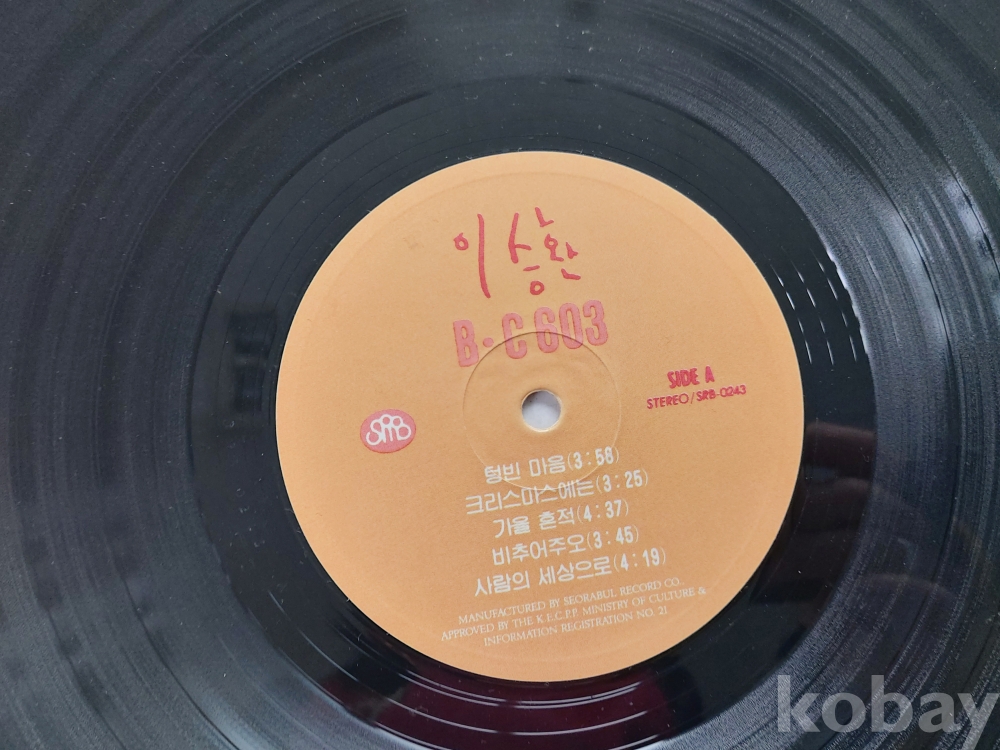 이승환
B·C 603
SIDE A
STEREO/SRB-0243
SRB
텅빈 마음(3:58)
크리스마스에는(3:25)
가을 흔적(4:37)
비추어주오(3:45)
사람의 세상으로(4:19)
MANUFACTURED BY SEORABUL RECORD CO.,
APPROVED BY THE K.E.C.P.P. MINISTRY OF CULTURE &
INFORMATION REGISTRATION NO. 21
kobay